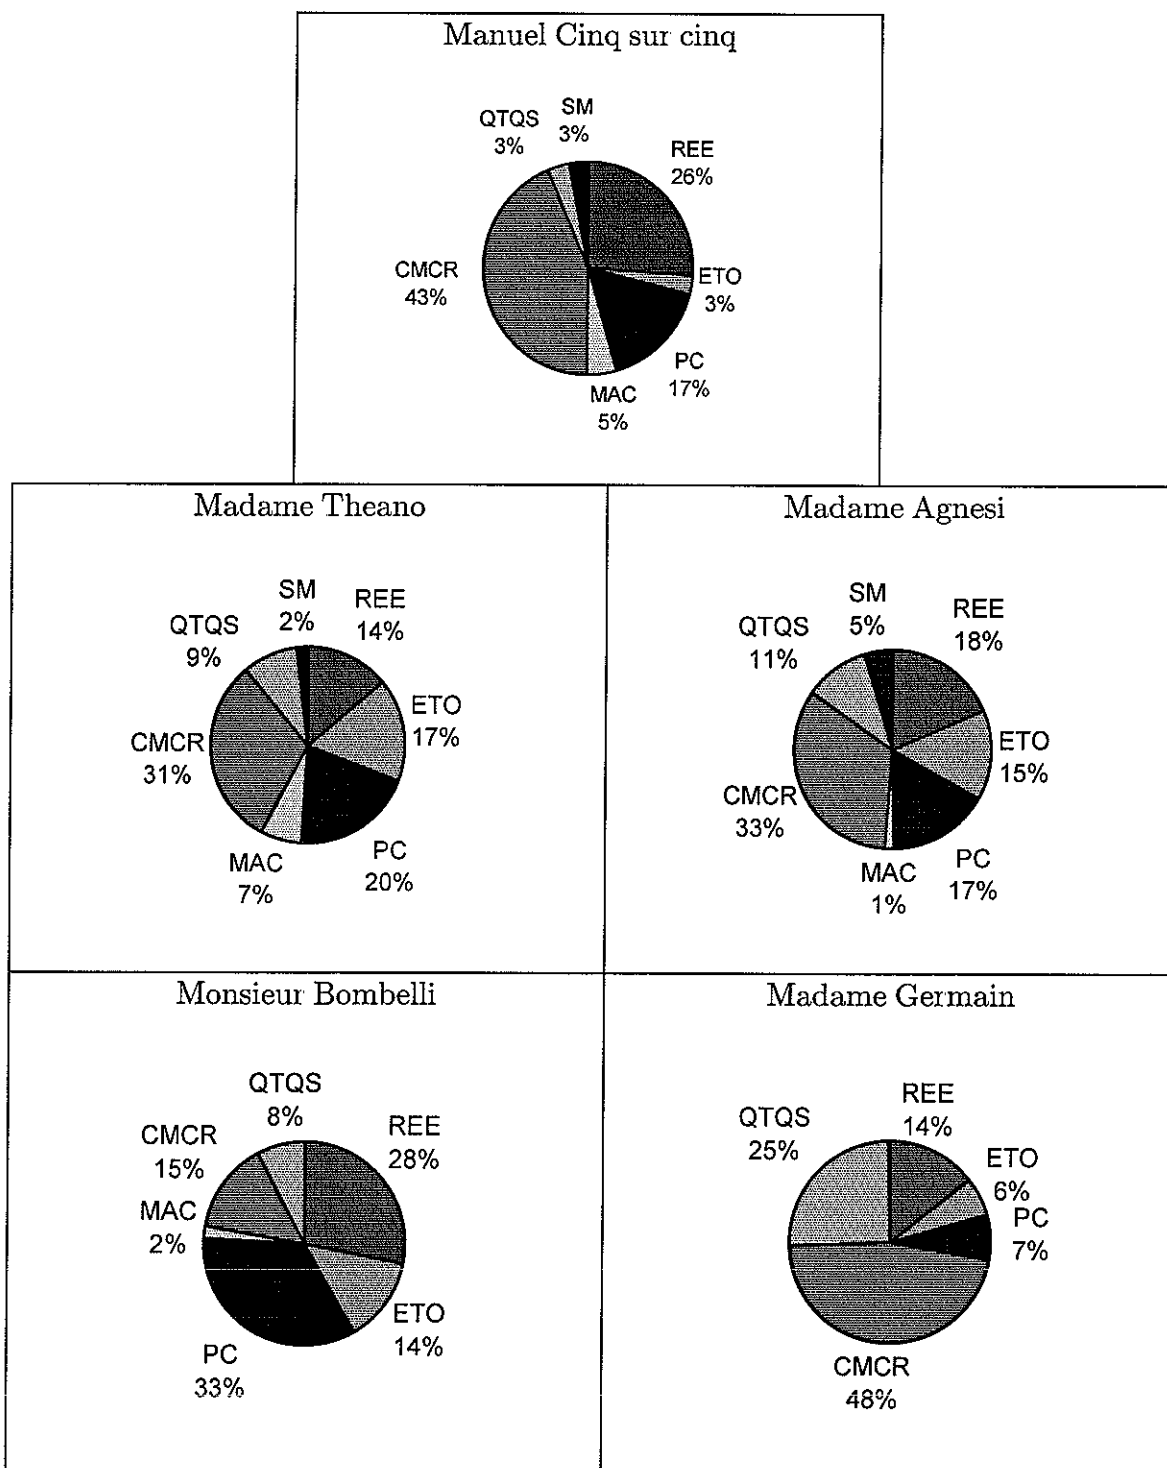 Manuel Cinq sur cinq
QTQS
3%
SM
3%
REE
26%
CMCR
43%
ETO
3%
PC
17%
MAC
5%
Madame Theano
SM
2%
REE
14%
QTQS
9%
ETO
17%
CMCR
31%
PC
20%
MAC
7%
Madame Agnesi
SM
5%
REE
18%
QTQS
11%
ETO
15%
CMCR
33%
PC
17%
MAC
1%
Monsieur Bombelli
QTQS
8%
REE
28%
CMCR
15%
MAC
2%
ETO
14%
PC
33%
Madame Germain
REE
14%
QTQS
25%
ETO
6%
PC
7%
CMCR
48%